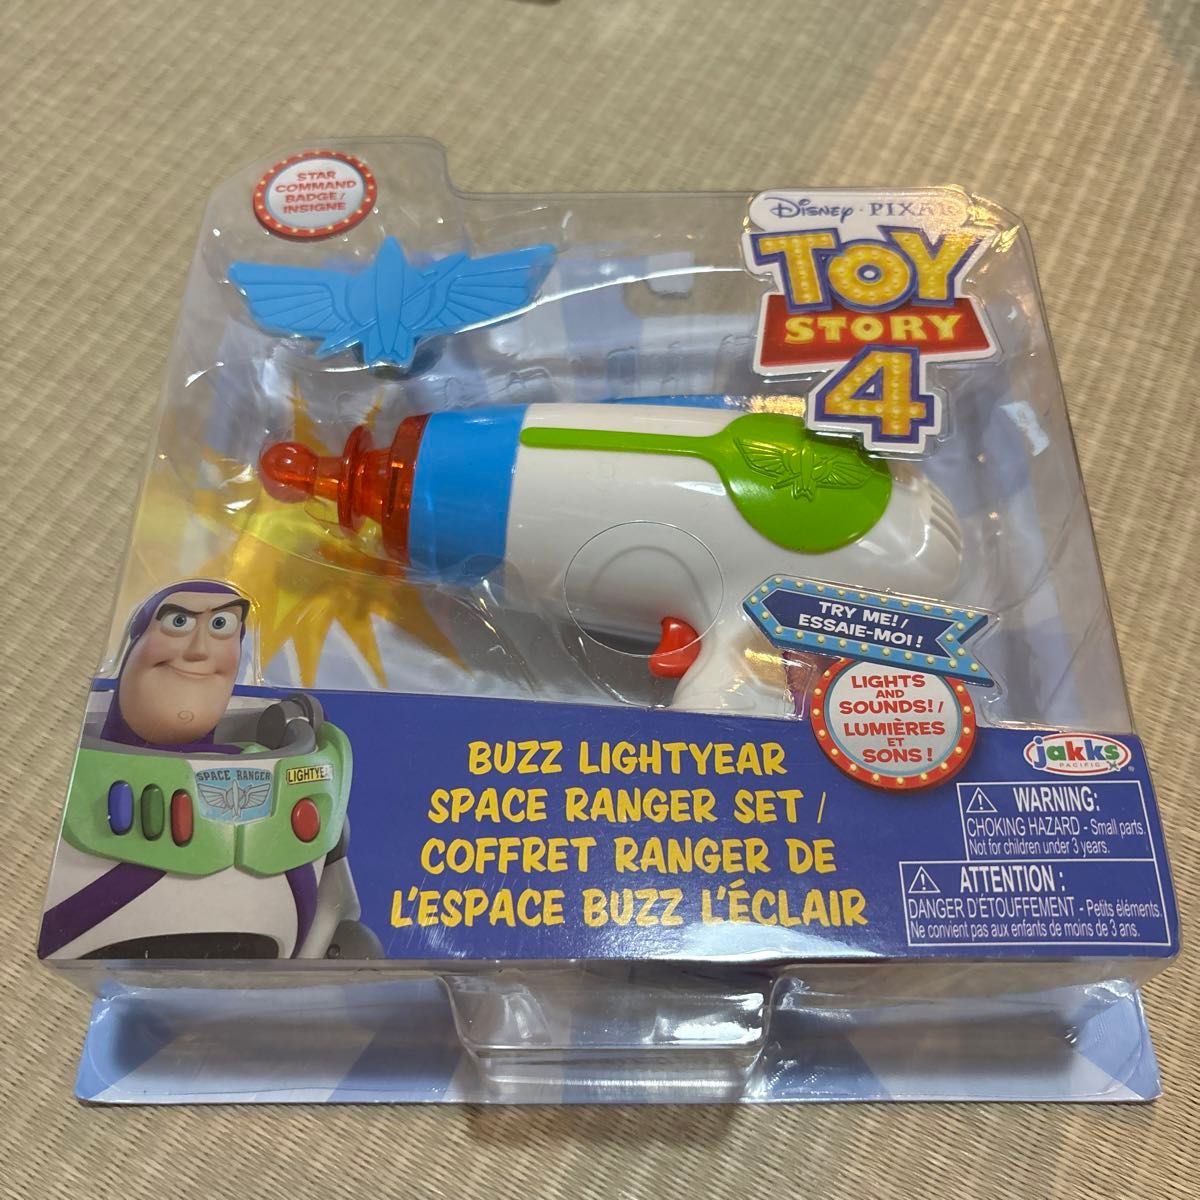 STAR
COMMAND
BADGE/
INSIGNE
Disney · PIXAR
TOY
STORY
4
TRY ME!/
ESSAIE-MOI!
LIGHTS
AND
SOUNDS!/
LUMIÈRES
ET
SONS!
SPACE RANGER
BUZZ LIGHTYEAR
SPACE RANGER SET /
COFFRET RANGER DE
L'ESPACE BUZZ L'ÉCLAIR
jakks
PACIFIC
®
WARNING:
CHOKING HAZARD - Small parts.
Not for children under 3 years.
ATTENTION :
DANGER D'ÉTOUFFEMENT - Petits éléments.
Ne convient pas aux enfants de moins de 3 ans.